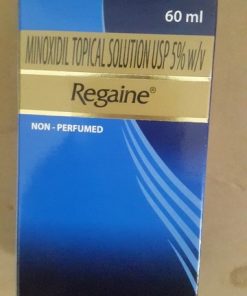 60 ml
MINOXIDIL TOPICAL SOLUTION USP 5% w/v
Regaine®
NON - PERFUMED